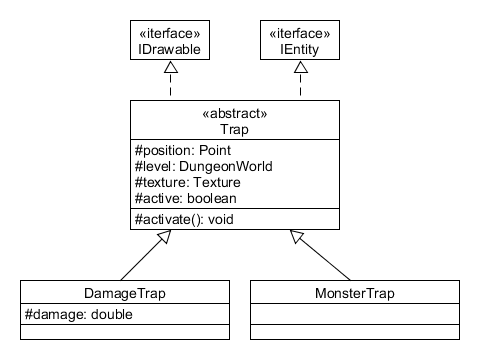 «iterface»
IDrawable
«iterface»
IEntity
«abstract»
Trap
#position: Point
#level: DungeonWorld
#texture: Texture
#active: boolean
#activate(): void
DamageTrap
#damage: double
MonsterTrap